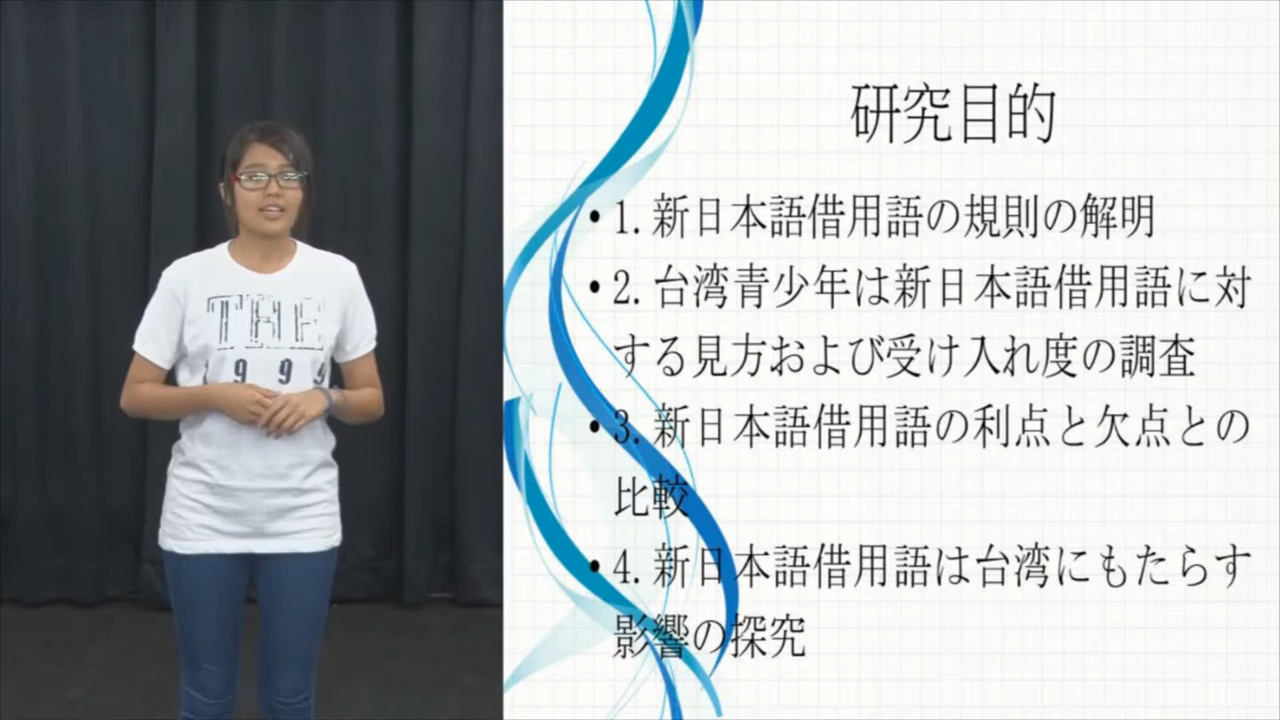 THE
1999
研究目的
•1.新日本語借用語の規則の解明
•2.台湾青少年は新日本語借用語に対
する見方および受け入れ度の調査
•3.新日本語借用語の利点と欠点との
比較
•4.新日本語借用語は台湾にもたらす
影響の探究